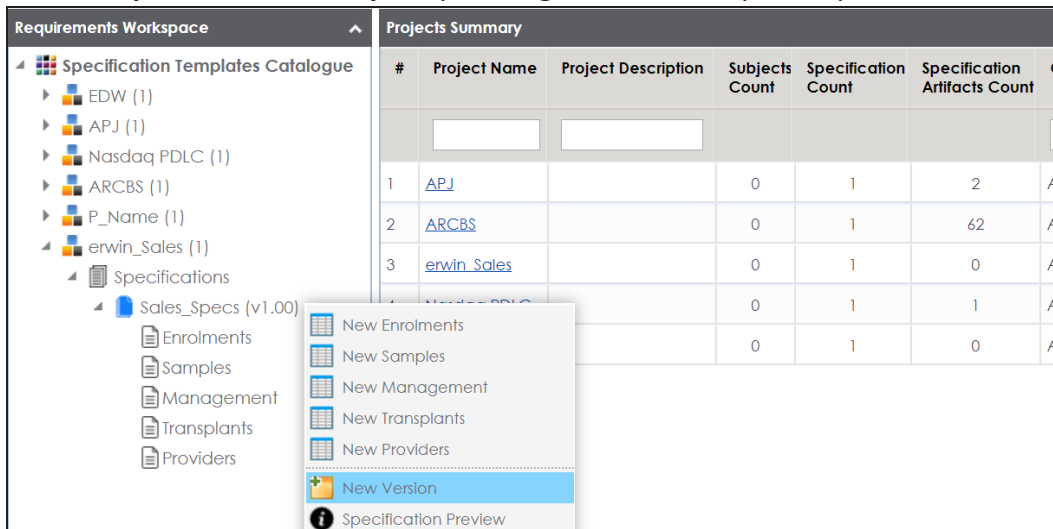 Requirements Workspace
Specification Templates Catalogue
EDW (1)
APJ (1)
Nasdaq PDLC (1)
ARCBS (1)
P_Name (1)
erwin_Sales (1)
Specifications
Sales_Specs (v1.00)
Enrolments
Samples
Management
Transplants
Providers
New Enrolments
New Samples
New Management
New Transplants
New Providers
New Version
Specification Preview
Projects Summary
# Project Name Project Description Subjects Count Specification Count Specification Artifacts Count
1 APJ 0 1 2
2 ARCBS 0 1 62
3 erwin_Sales 0 1 0
0 1 1
0 1 0